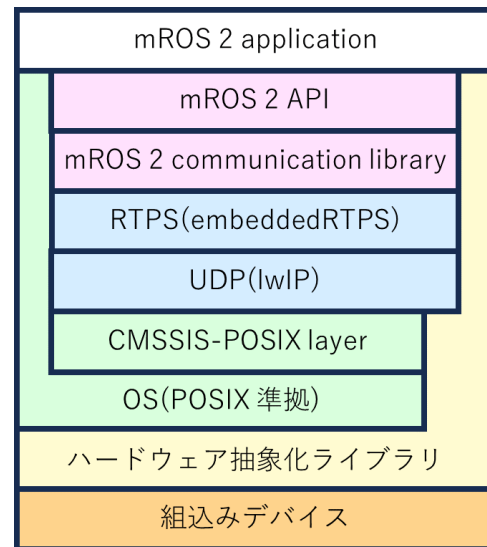 mROS 2 application
mROS 2 API
mROS 2 communication library
RTPS(embeddedRTPS)
UDP(lwIP)
CMSSIS-POSIX layer
OS(POSIX 準拠)
ハードウェア抽象化ライブラリ
組込みデバイス